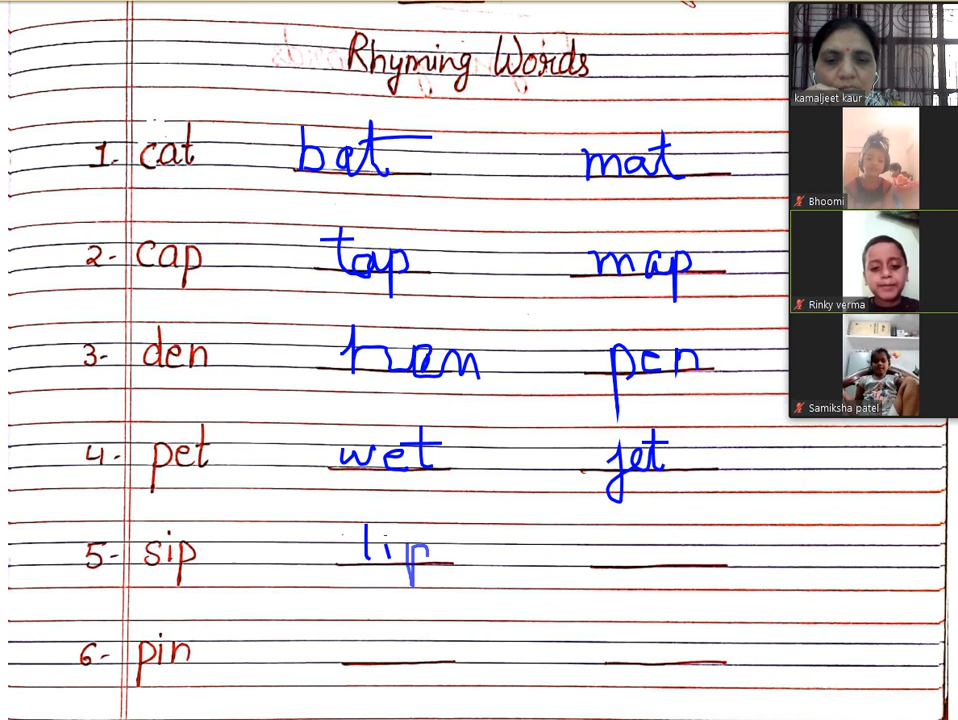 Rhyming Words
kamaljeet kaur
1. cat bat mat
Bhoomi
2- cap tap map
Rinky verma
3- den hen pen
Samiksha patel
4- pet wet jet
5- sip lip
6- pin